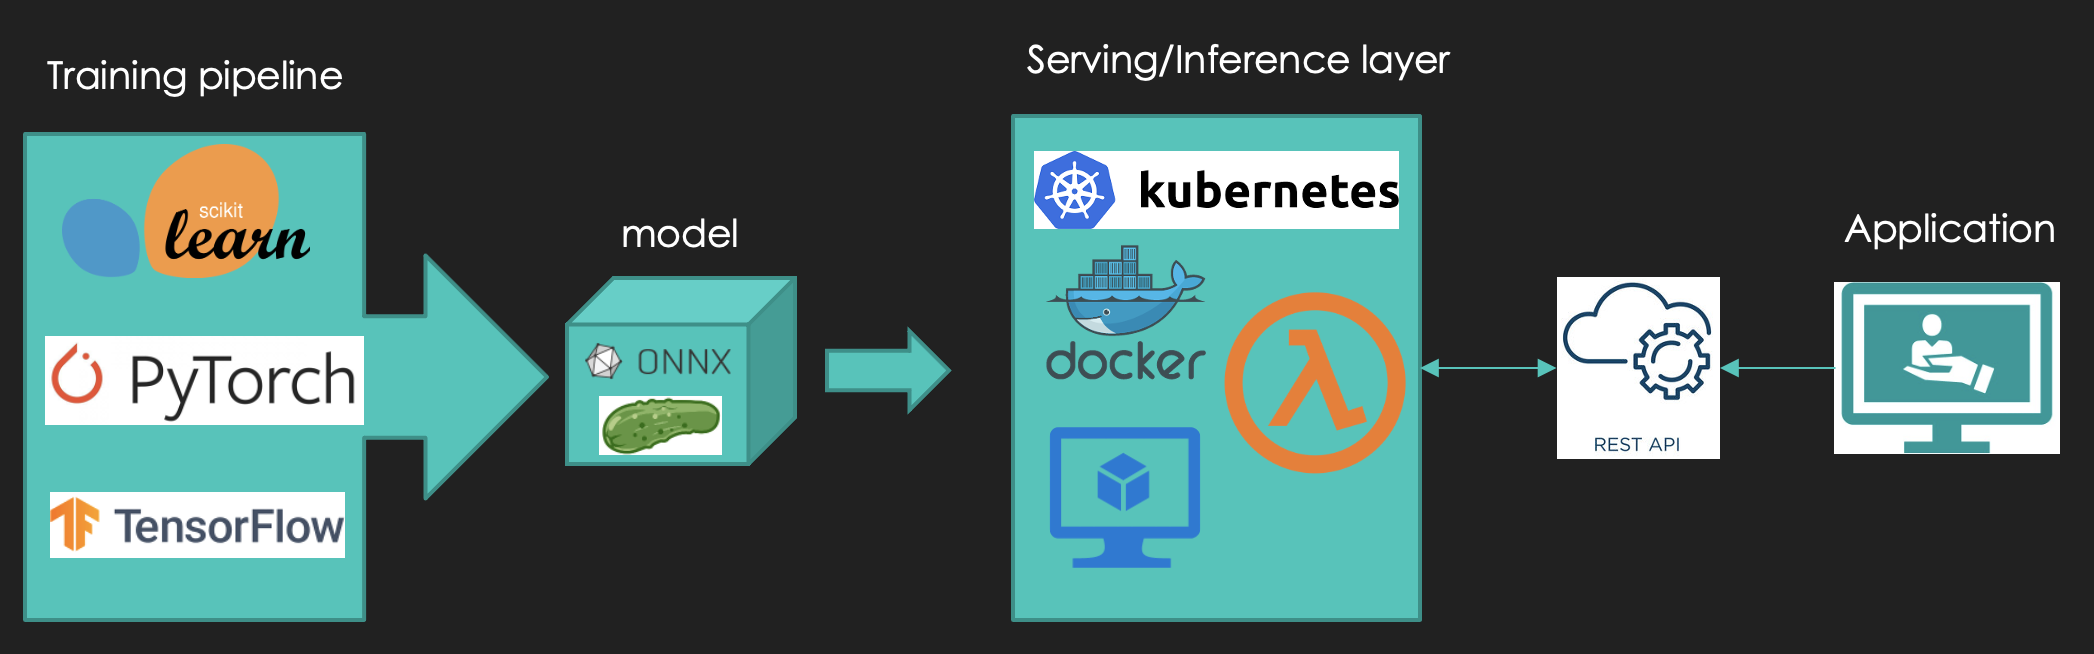 Training pipeline
scikit
learn
PyTorch
TensorFlow
model
ONNX
Serving/Inference layer
kubernetes
docker
λ
REST API
Application